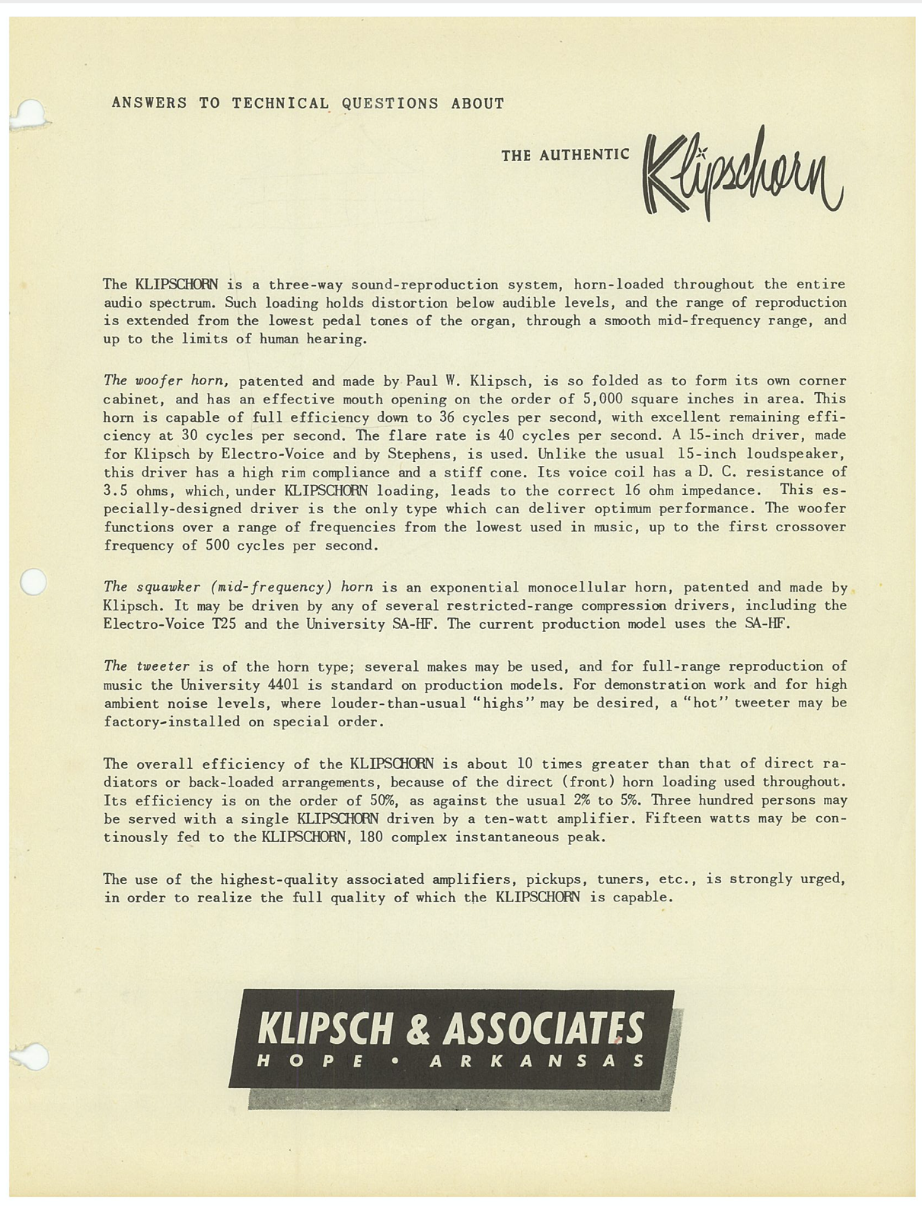 ANSWERS TO TECHNICAL QUESTIONS ABOUT
THE AUTHENTIC Klipschorn
The KLIPSCHORN is a three-way sound-reproduction system, horn-loaded throughout the entire
audio spectrum. Such loading holds distortion below audible levels, and the range of reproduction
is extended from the lowest pedal tones of the organ, through a smooth mid-frequency range, and
up to the limits of human hearing.
The woofer horn, patented and made by Paul W. Klipsch, is so folded as to form its own corner
cabinet, and has an effective mouth opening on the order of 5,000 square inches in area. This
horn is capable of full efficiency down to 36 cycles per second, with excellent remaining effi-
ciency at 30 cycles per second. The flare rate is 40 cycles per second. A 15-inch driver, made
for Klipsch by Electro-Voice and by Stephens, is used. Unlike the usual 15-inch loudspeaker,
this driver has a high rim compliance and a stiff cone. Its voice coil has a D. C. resistance of
3.5 ohms, which, under KLIPSCHORN loading, leads to the correct 16 ohm impedance. This es-
pecially-designed driver is the only type which can deliver optimum performance. The woofer
functions over a range of frequencies from the lowest used in music, up to the first crossover
frequency of 500 cycles per second.
The squawker (mid-frequency) horn is an exponential monocellular horn, patented and made by
Klipsch. It may be driven by any of several restricted-range compression drivers, including the
Electro-Voice T25 and the University SA-HF. The current production model uses the SA-HF.
The tweeter is of the horn type; several makes may be used, and for full-range reproduction of
music the University 4401 is standard on production models. For demonstration work and for high
ambient noise levels, where louder-than-usual “highs” may be desired, a “hot” tweeter may be
factory-installed on special order.
The overall efficiency of the KLIPSCHORN is about 10 times greater than that of direct ra-
diators or back-loaded arrangements, because of the direct (front) horn loading used throughout.
Its efficiency is on the order of 50%, as against the usual 2% to 5%. Three hundred persons may
be served with a single KLIPSCHORN driven by a ten-watt amplifier. Fifteen watts may be con-
tinously fed to the KLIPSCHORN, 180 complex instantaneous peak.
The use of the highest-quality associated amplifiers, pickups, tuners, etc., is strongly urged,
in order to realize the full quality of which the KLIPSCHORN is capable.
KLIPSCH & ASSOCIATES
HOPE • ARKANSAS